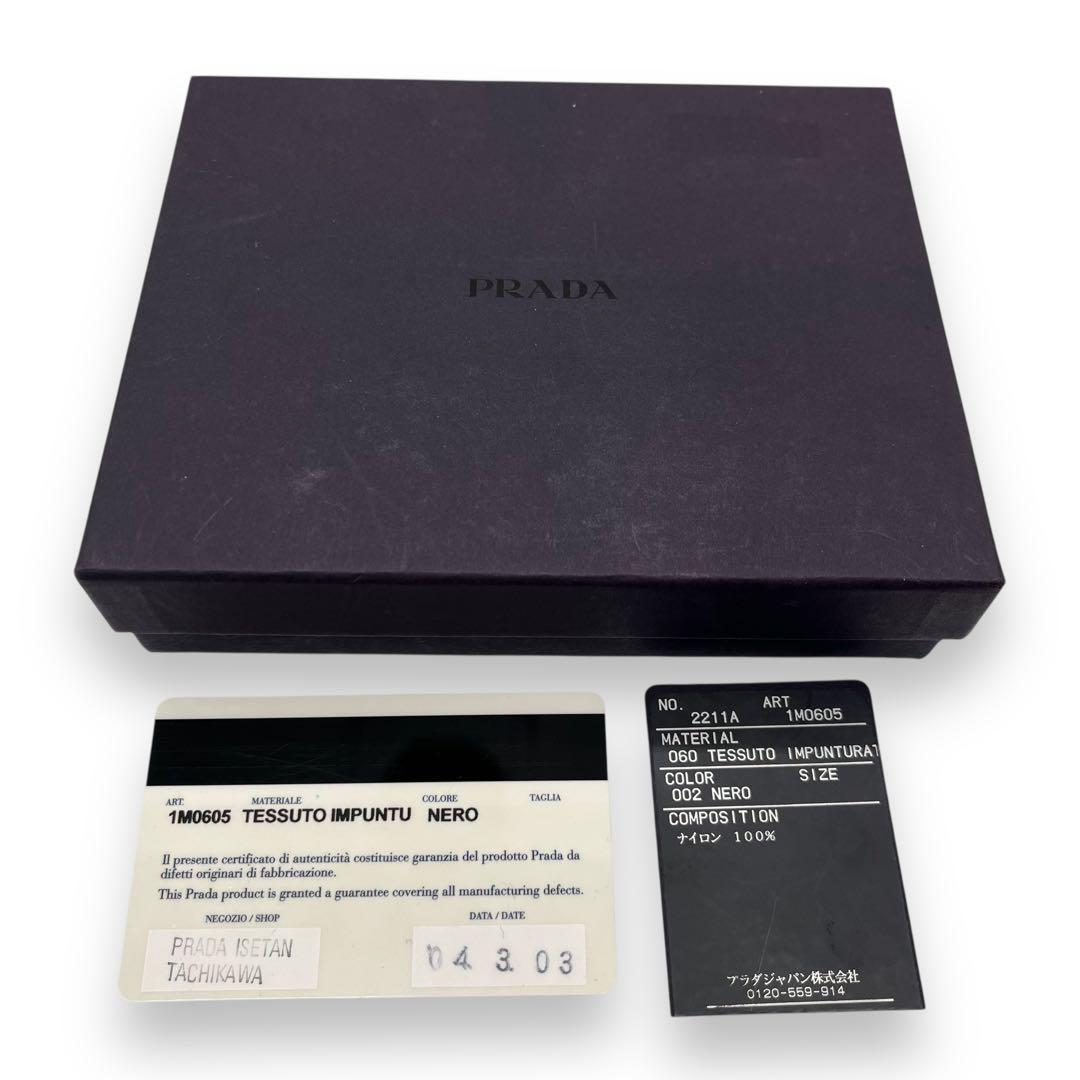 PRADA
ART. MATERIALE COLORE TAGLIA
1M0605 TESSUTO IMPUNTU NERO
Il presente certificato di autenticità costituisce garanzia del prodotto Prada da
difetti originari di fabbricazione.
This Prada product is granted a guarantee covering all manufacturing defects.
NEGOZIO / SHOP DATA / DATE
PRADA ISETAN
TACHIKAWA
04. 3. 03
NO. ART
2211A 1M0605
MATERIAL
060 TESSUTO IMPUNTURAT
COLOR SIZE
002 NERO
COMPOSITION
ナイロン 100%
プラダジャパン株式会社
0120-559-914